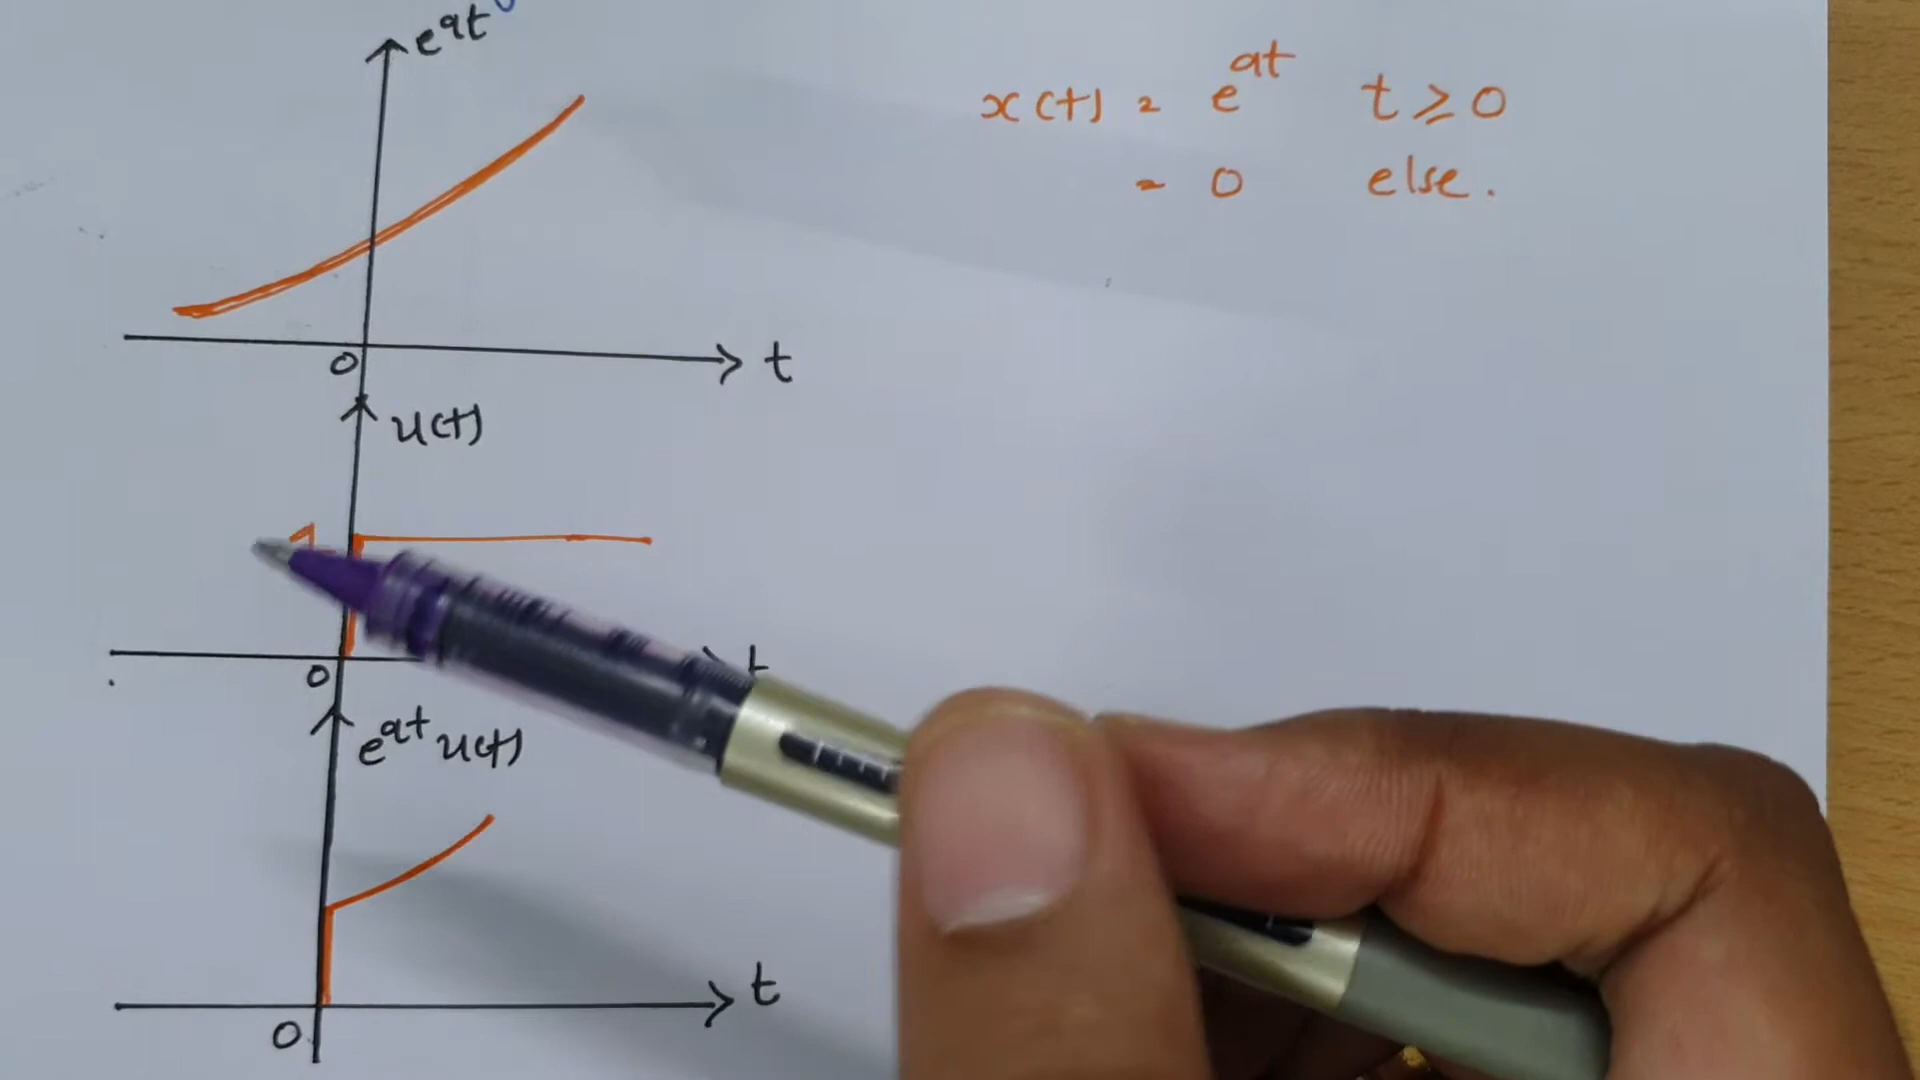 e^at
x(t) = e^at t ≥ 0
= 0 else.
0
t
u(t)
1
0
t
e^at u(t)
t
0